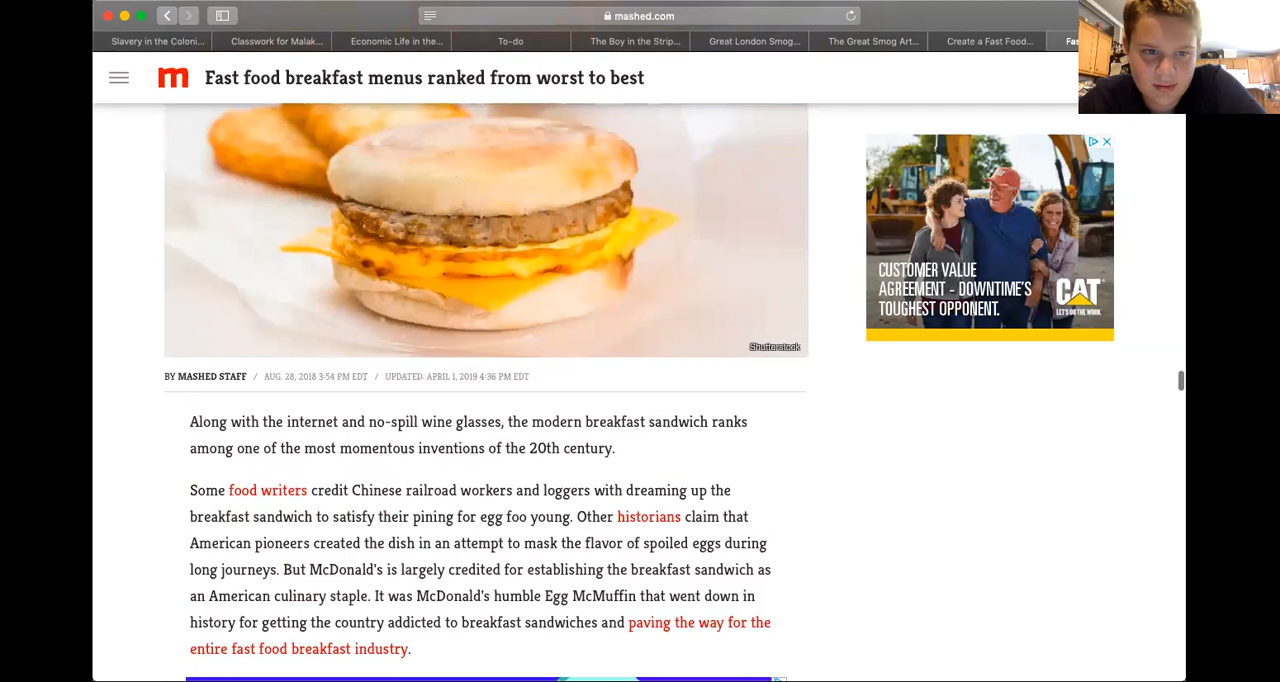 mashed.com
Slavery in the Coloni...
Classwork for Malak...
Economic Life in the...
To-do
The Boy in the Strip...
Great London Smog...
The Great Smog Art...
Create a Fast Food...
Fas
m Fast food breakfast menus ranked from worst to best
Shutterstock
CUSTOMER VALUE
AGREEMENT - DOWNTIME'S
TOUGHEST OPPONENT.
CAT
LET'S DO THE WORK.
BY MASHED STAFF / AUG. 28, 2018 3:54 PM EDT / UPDATED: APRIL 1, 2019 4:36 PM EDT
Along with the internet and no-spill wine glasses, the modern breakfast sandwich ranks
among one of the most momentous inventions of the 20th century.
Some food writers credit Chinese railroad workers and loggers with dreaming up the
breakfast sandwich to satisfy their pining for egg foo young. Other historians claim that
American pioneers created the dish in an attempt to mask the flavor of spoiled eggs during
long journeys. But McDonald's is largely credited for establishing the breakfast sandwich as
an American culinary staple. It was McDonald's humble Egg McMuffin that went down in
history for getting the country addicted to breakfast sandwiches and paving the way for the
entire fast food breakfast industry.